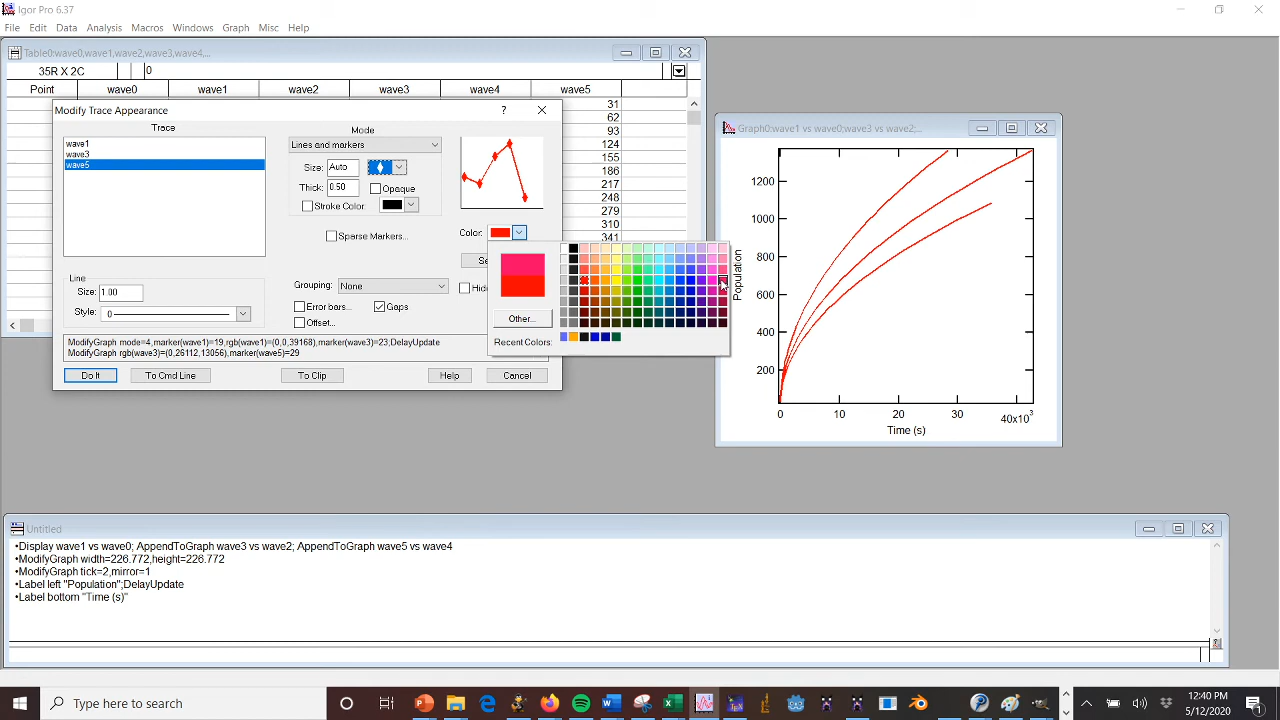 Igor Pro 6.37
File Edit Data Analysis Macros Windows Graph Misc Help
Table0:wave0,wave1,wave2,wave3,wave4...
35R X 2C 0
Point wave0 wave1 wave2 wave3 wave4 wave5
31
62
93
124
155
186
217
248
279
310
341
Modify Trace Appearance ?
Trace
wave1
wave3
wave5
Mode
Lines and markers
Size: Auto
Thick: 0.50 Opaque
Stroke Color:
Sparse Markers...
Color:
Line
Size: 1.00
Style: 0
Grouping: None
Error bars... Gaps
Offset...
Other...
Recent Colors:
ModifyGraph mode=4,marker(wave1)=19,rgb(wave1)=(0,0,39168),marker(wave3)=23;DelayUpdate
ModifyGraph rgb(wave3)=(0,26112,13056),marker(wave5)=29
Do It To Cmd Line To Clip Help Cancel
Graph0:wave1 vs wave0;wave3 vs wave2;...
1200
1000
800
600
400
200
Population
0 10 20 30 40x10³
Time (s)
Untitled
•Display wave1 vs wave0; AppendToGraph wave3 vs wave2; AppendToGraph wave5 vs wave4
•ModifyGraph width=226.772,height=226.772
•ModifyGraph tick=2,mirror=1
•Label left "Population";DelayUpdate
•Label bottom "Time (s)"
Type here to search
12:40 PM
5/12/2020